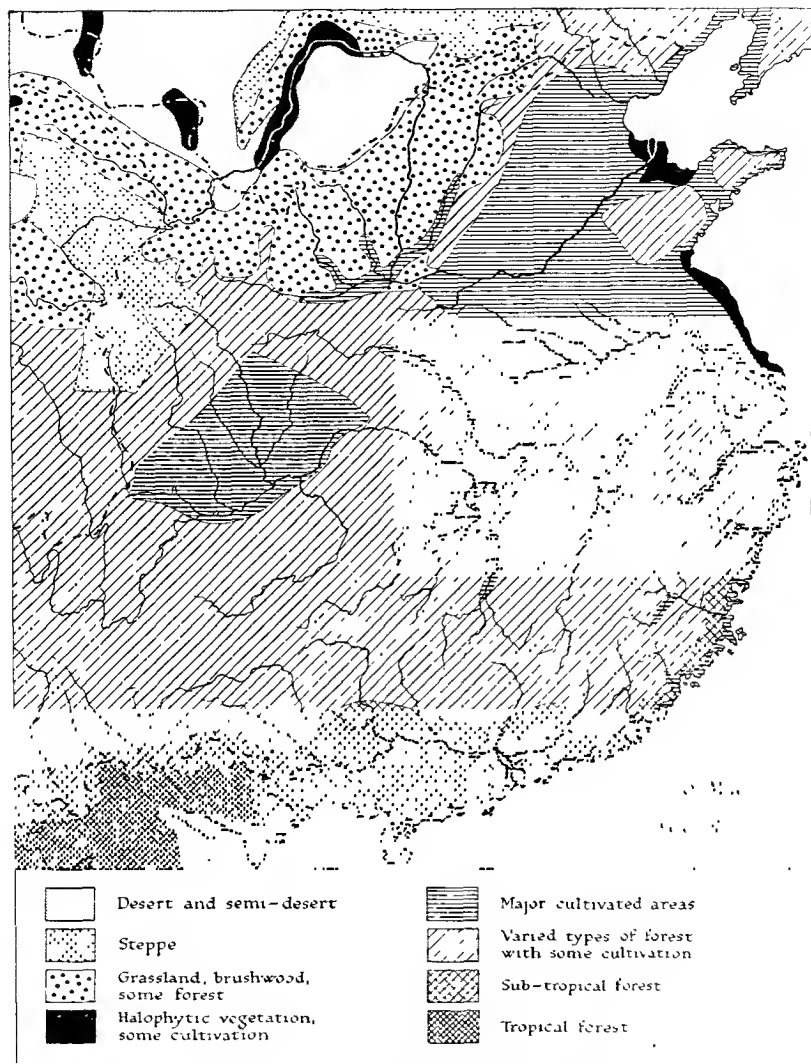 Desert and semi-desert
Steppe
Grassland, brushwood,
some forest
Halophytic vegetation,
some cultivation
Major cultivated areas
Varied types of forest
with some cultivation
Sub-tropical forest
Tropical forest